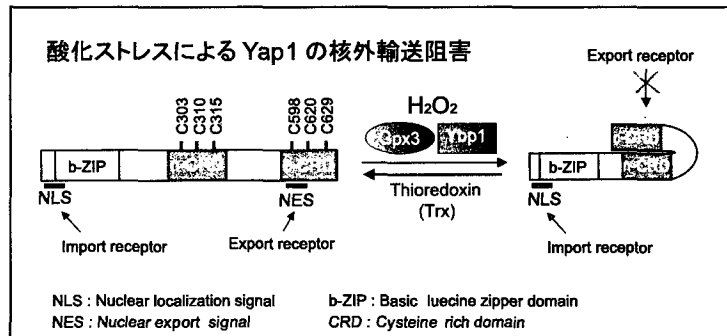 酸化ストレスによる Yap1 の核外輸送阻害
Export receptor
C303
C310
C315
C598
C620
C629
H2O2
Gpx3
Ybp1
b-ZIP
b-ZIP
NLS
NES
Thioredoxin
(Trx)
NLS
Import receptor
Export receptor
Import receptor
NLS : Nuclear localization signal
b-ZIP : Basic luecine zipper domain
NES : Nuclear export signal
CRD : Cysteine rich domain